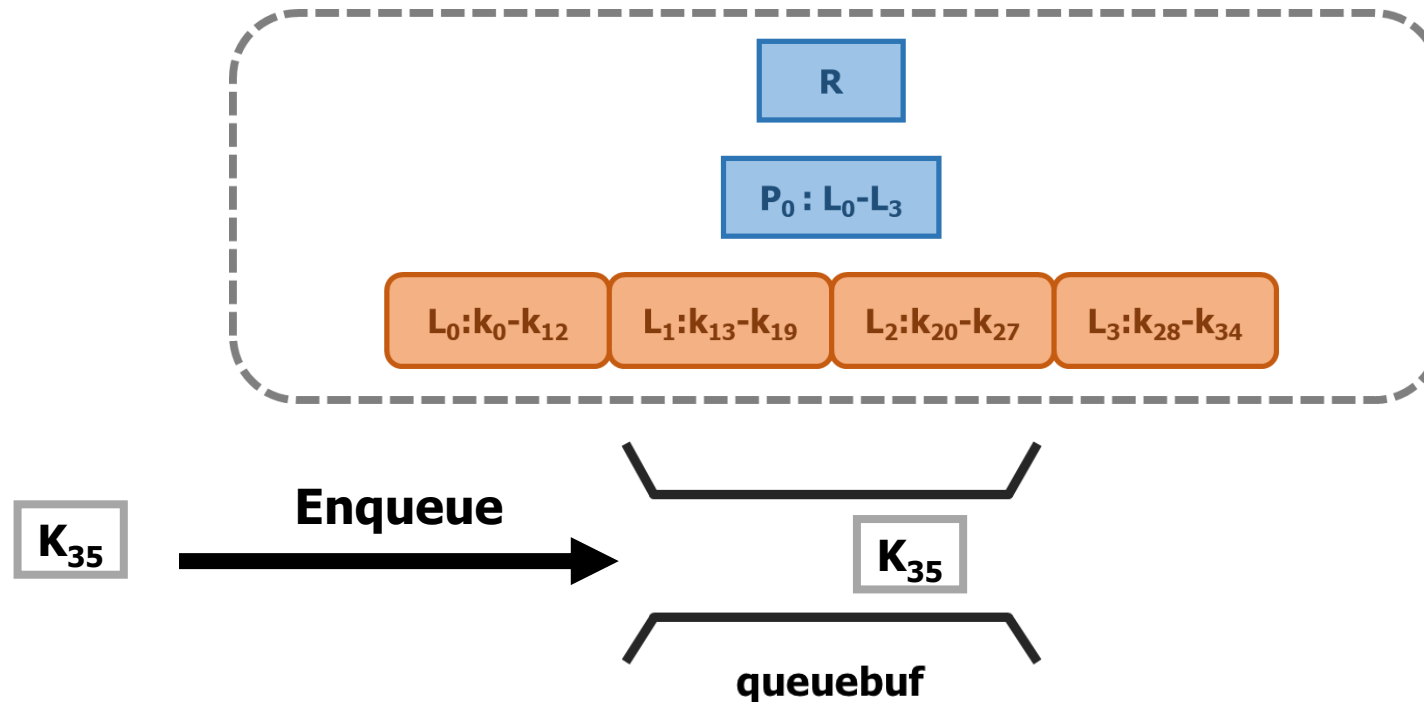 R
P₀ : L₀-L₃
L₀:k₀-k₁₂
L₁:k₁₃-k₁₉
L₂:k₂₀-k₂₇
L₃:k₂₈-k₃₄
Enqueue
K₃₅
K₃₅
queuebuf